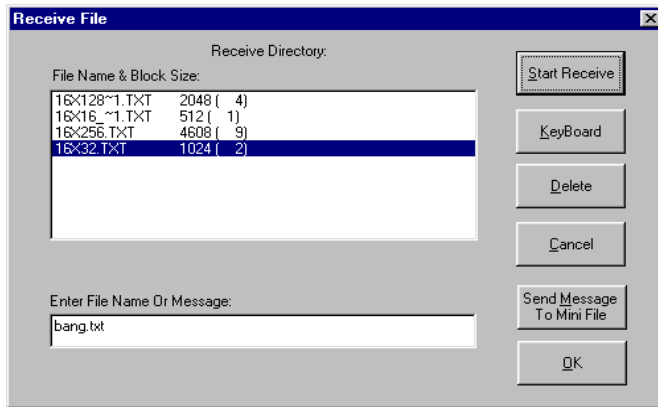 Receive File
Receive Directory:
File Name & Block Size:
16X128~1.TXT 2048 ( 4)
16X16_~1.TXT 512 ( 1)
16X256.TXT 4608 ( 9)
16X32.TXT 1024 ( 2)
Enter File Name Or Message:
bang.txt
Start Receive
KeyBoard
Delete
Cancel
Send Message
To Mini File
OK